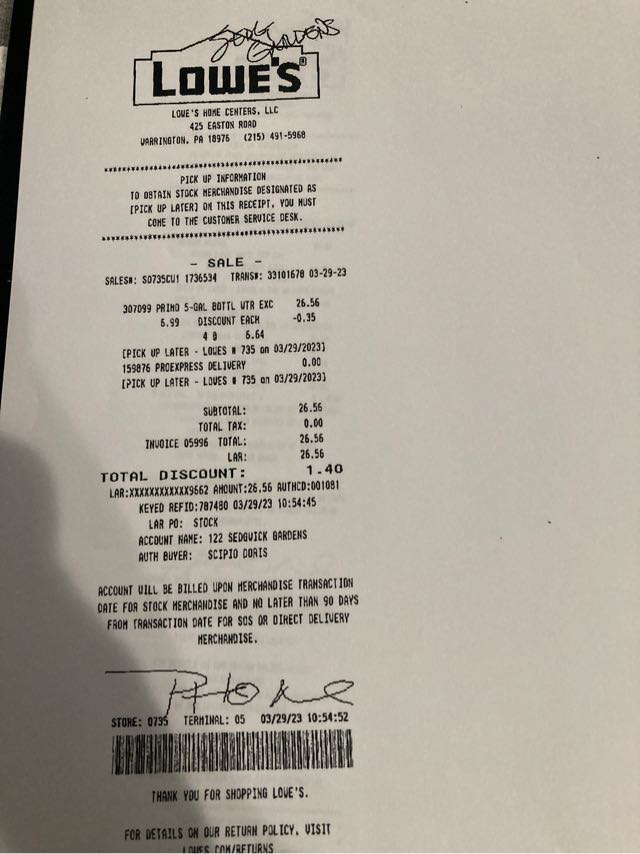 SEDG GARDENS
LOWE'S®
LOWE'S HOME CENTERS, LLC
425 EASTON ROAD
WARRINGTON, PA 18976 (215) 491-5968
PICK UP INFORMATION
TO OBTAIN STOCK MERCHANDISE DESIGNATED AS
[PICK UP LATER] ON THIS RECEIPT, YOU MUST
COME TO THE CUSTOMER SERVICE DESK.
- SALE -
SALES#: S0735CU1 1736534 TRANS#: 33101678 03-29-23
307099 PRIMO 5-GAL BOTTL WTR EXC 26.56
6.99 DISCOUNT EACH -0.35
4 @ 6.64
[PICK UP LATER - LOWES # 735 on 03/29/2023]
159876 PROEXPRESS DELIVERY 0.00
[PICK UP LATER - LOWES # 735 on 03/29/2023]
SUBTOTAL: 26.56
TOTAL TAX: 0.00
INVOICE 05996 TOTAL: 26.56
LAR: 26.56
TOTAL DISCOUNT: 1.40
LAR:XXXXXXXXXXXX9662 AMOUNT:26.56 AUTHCD:001081
KEYED REFID:787480 03/29/23 10:54:45
LAR PO: STOCK
ACCOUNT NAME: 122 SEDGWICK GARDENS
AUTH BUYER: SCIPIO DORIS
ACCOUNT WILL BE BILLED UPON MERCHANDISE TRANSACTION
DATE FOR STOCK MERCHANDISE AND NO LATER THAN 90 DAYS
FROM TRANSACTION DATE FOR SOS OR DIRECT DELIVERY
MERCHANDISE.
STORE: 0735 TERMINAL: 05 03/29/23 10:54:52
THANK YOU FOR SHOPPING LOWE'S.
FOR DETAILS ON OUR RETURN POLICY, VISIT
LOWES.COM/RETURNS